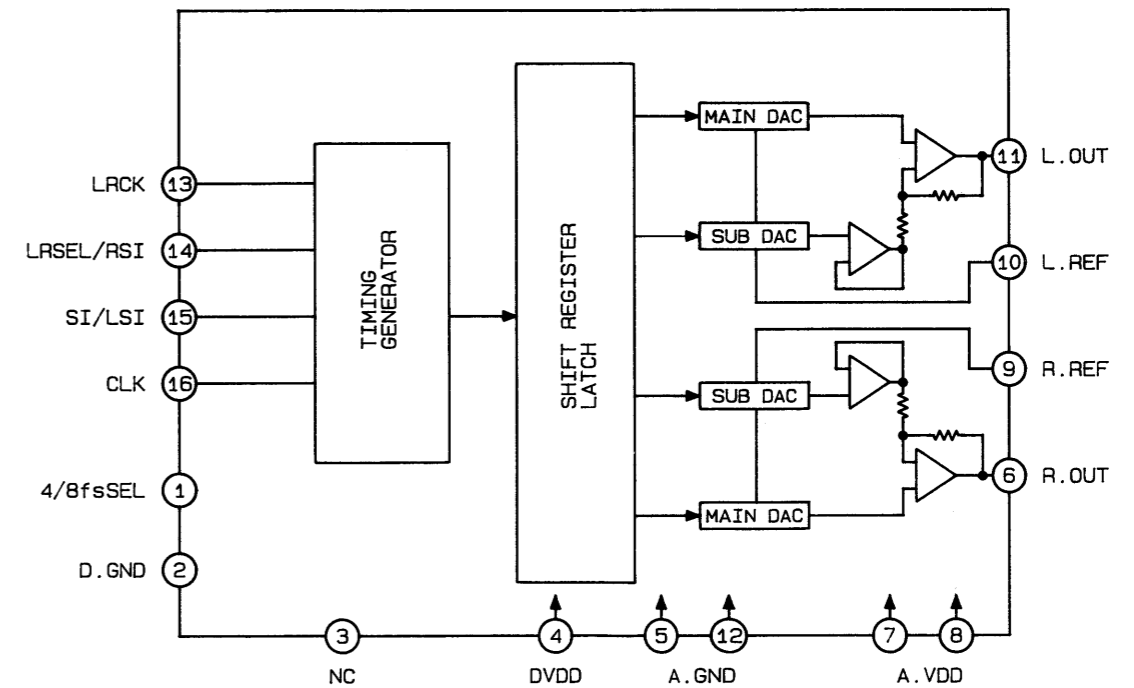 LRCK 13
LRSEL/RSI 14
SI/LSI 15
CLK 16
4/8fsSEL 1
D.GND 2
TIMING
GENERATOR
SHIFT REGISTER
LATCH
MAIN DAC
SUB DAC
SUB DAC
MAIN DAC
11 L.OUT
10 L.REF
9 R.REF
6 R.OUT
3 4 5 12 7 8
NC DVDD A.GND A.VDD